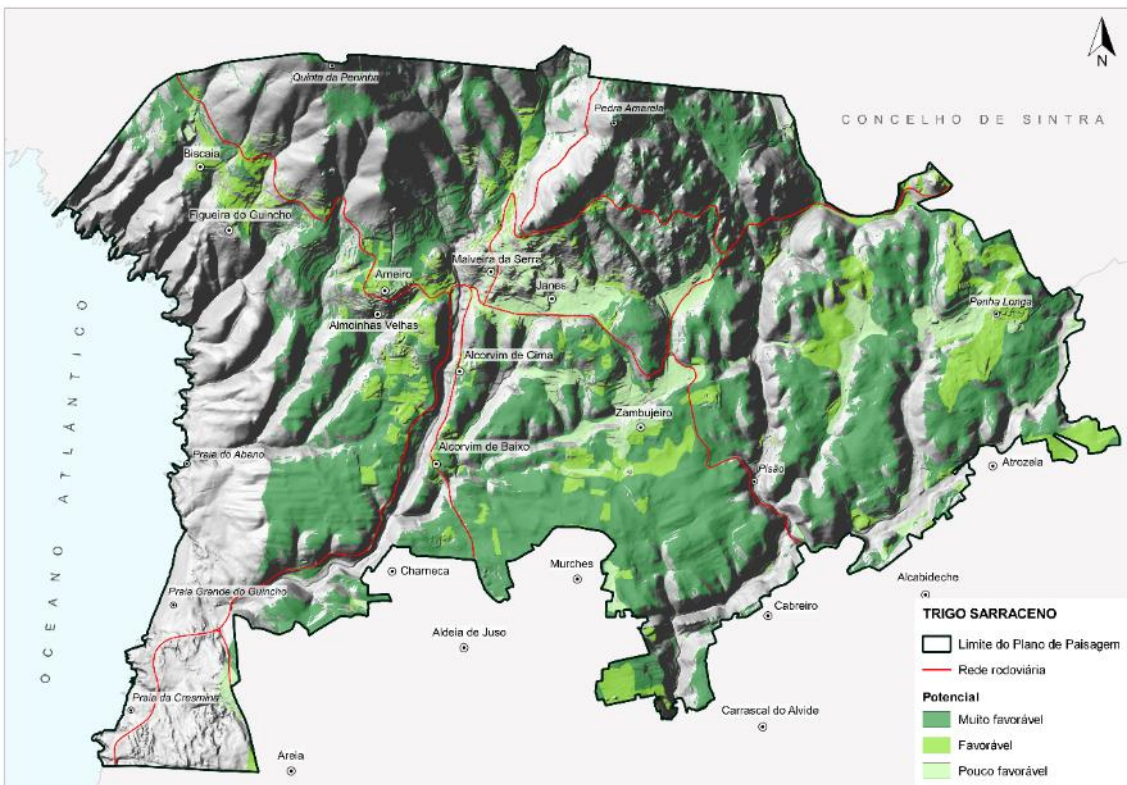 N
Quinta da Peninha
Pedra Amarela
CONCELHO DE SINTRA
Biscaia
Figueira do Guincho
Malveira da Serra
Arneiro
Janes
Penha Longa
Almoinhas Velhas
Alcorvim de Cima
Zambujeiro
Alcorvim de Baixo
Praia do Abano
Atrozela
Pisão
OCEANO ATLÂNTICO
Charneca
Murches
Alcabideche
Praia Grande do Guincho
Cabreiro
Aldeia de Juso
Praia da Cresmina
Carrascal do Alvide
Areia
TRIGO SARRACENO
Limite do Plano de Paisagem
Rede rodoviária
Potencial
Muito favorável
Favorável
Pouco favorável